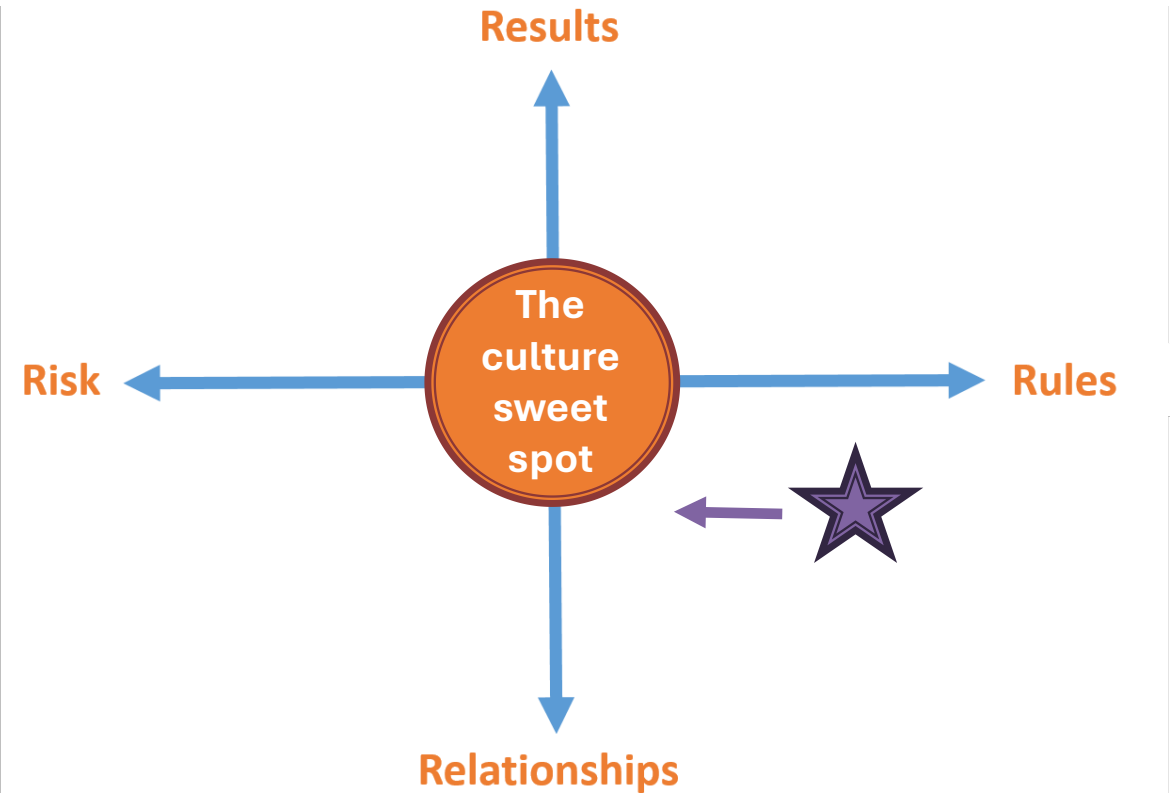 Results
The
culture
sweet
spot
Risk
Rules
Relationships